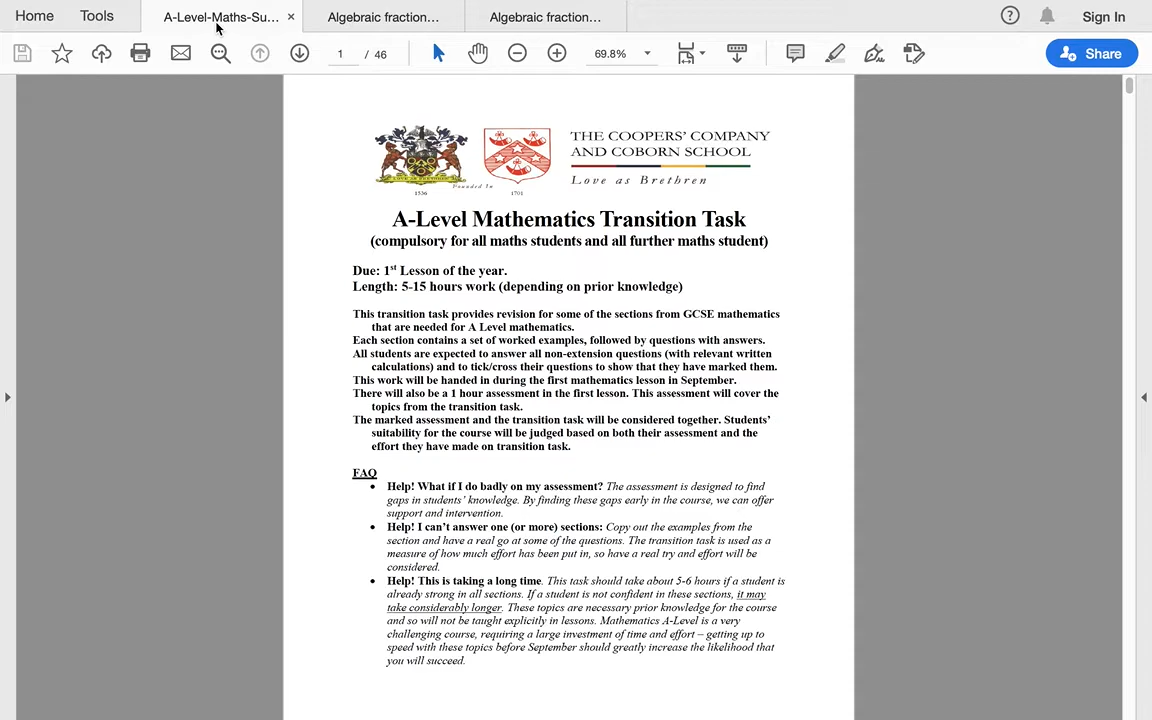 Home Tools A-Level-Maths-Su... × Algebraic fraction... Algebraic fraction... Sign In
1 / 46 69.8% Share
THE COOPERS' COMPANY
AND COBORN SCHOOL
Love as Brethren
LOVE AS BRETHREN
Founded In
1536 1701
A-Level Mathematics Transition Task
(compulsory for all maths students and all further maths student)
Due: 1st Lesson of the year.
Length: 5-15 hours work (depending on prior knowledge)
This transition task provides revision for some of the sections from GCSE mathematics
that are needed for A Level mathematics.
Each section contains a set of worked examples, followed by questions with answers.
All students are expected to answer all non-extension questions (with relevant written
calculations) and to tick/cross their questions to show that they have marked them.
This work will be handed in during the first mathematics lesson in September.
There will also be a 1 hour assessment in the first lesson. This assessment will cover the
topics from the transition task.
The marked assessment and the transition task will be considered together. Students'
suitability for the course will be judged based on both their assessment and the
effort they have made on transition task.
FAQ
• Help! What if I do badly on my assessment? The assessment is designed to find
gaps in students' knowledge. By finding these gaps early in the course, we can offer
support and intervention.
• Help! I can't answer one (or more) sections: Copy out the examples from the
section and have a real go at some of the questions. The transition task is used as a
measure of how much effort has been put in, so have a real try and effort will be
considered.
• Help! This is taking a long time. This task should take about 5-6 hours if a student is
already strong in all sections. If a student is not confident in these sections, it may
take considerably longer. These topics are necessary prior knowledge for the course
and so will not be taught explicitly in lessons. Mathematics A-Level is a very
challenging course, requiring a large investment of time and effort – getting up to
speed with these topics before September should greatly increase the likelihood that
you will succeed.